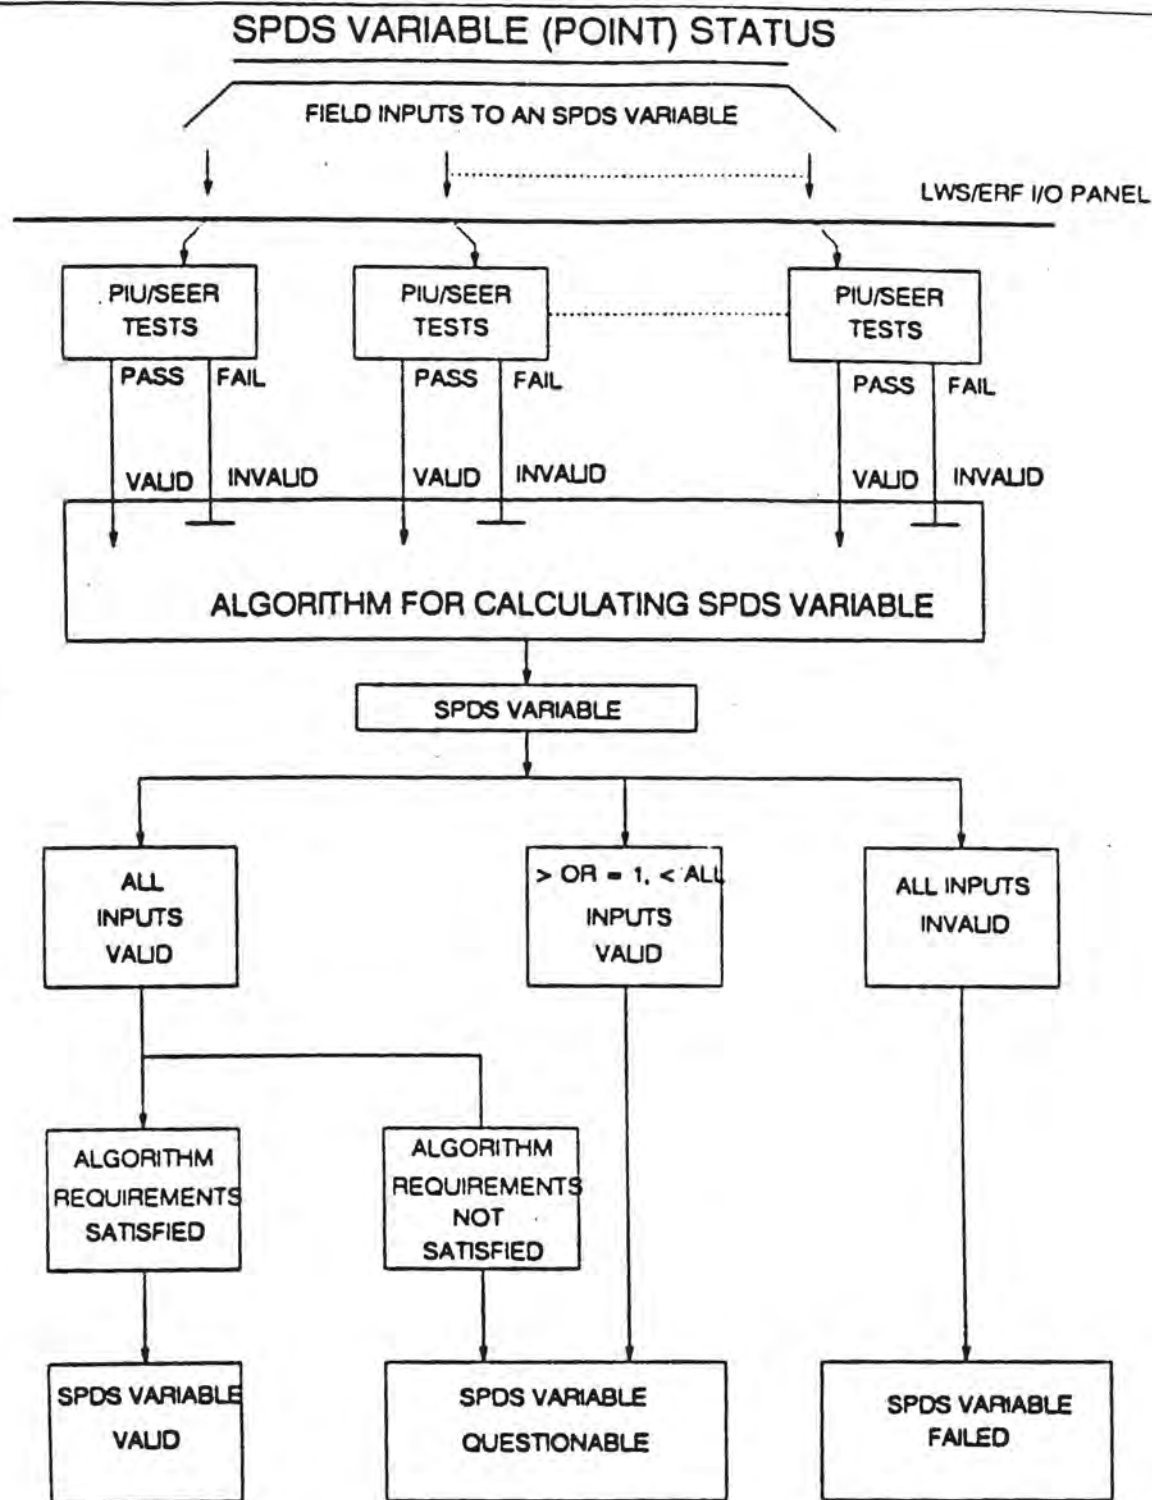 SPDS VARIABLE (POINT) STATUS
FIELD INPUTS TO AN SPDS VARIABLE
LWS/ERF I/O PANEL
PIU/SEER
TESTS
PIU/SEER
TESTS
PIU/SEER
TESTS
PASS FAIL
PASS FAIL
PASS FAIL
VALID INVALID
VALID INVALID
VALID INVALID
ALGORITHM FOR CALCULATING SPDS VARIABLE
SPDS VARIABLE
ALL
INPUTS
VALID
> OR = 1, < ALL
INPUTS
VALID
ALL INPUTS
INVALID
ALGORITHM
REQUIREMENTS
SATISFIED
ALGORITHM
REQUIREMENTS
NOT
SATISFIED
SPDS VARIABLE
VALID
SPDS VARIABLE
QUESTIONABLE
SPDS VARIABLE
FAILED